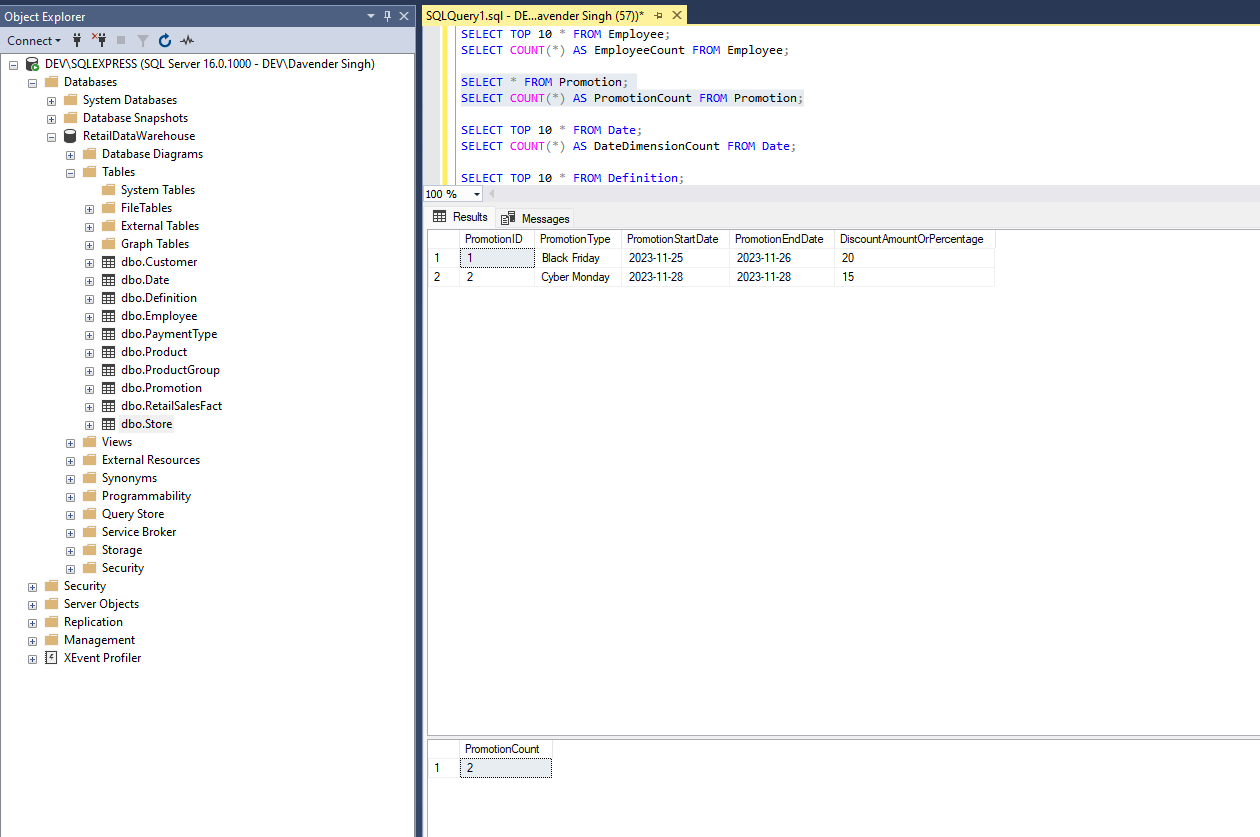 Object Explorer
Connect
DEV\SQLEXPRESS (SQL Server 16.0.1000 - DEV\Davender Singh)
Databases
System Databases
Database Snapshots
RetailDataWarehouse
Database Diagrams
Tables
System Tables
FileTables
External Tables
Graph Tables
dbo.Customer
dbo.Date
dbo.Definition
dbo.Employee
dbo.PaymentType
dbo.Product
dbo.ProductGroup
dbo.Promotion
dbo.RetailSalesFact
dbo.Store
Views
External Resources
Synonyms
Programmability
Query Store
Service Broker
Storage
Security
Security
Server Objects
Replication
Management
XEvent Profiler
SQLQuery1.sql - DE...avender Singh (57))*
SELECT TOP 10 * FROM Employee;
SELECT COUNT(*) AS EmployeeCount FROM Employee;
SELECT * FROM Promotion;
SELECT COUNT(*) AS PromotionCount FROM Promotion;
SELECT TOP 10 * FROM Date;
SELECT COUNT(*) AS DateDimensionCount FROM Date;
SELECT TOP 10 * FROM Definition;
100 %
Results Messages
PromotionID PromotionType PromotionStartDate PromotionEndDate DiscountAmountOrPercentage
1 1 Black Friday 2023-11-25 2023-11-26 20
2 2 Cyber Monday 2023-11-28 2023-11-28 15
PromotionCount
1 2